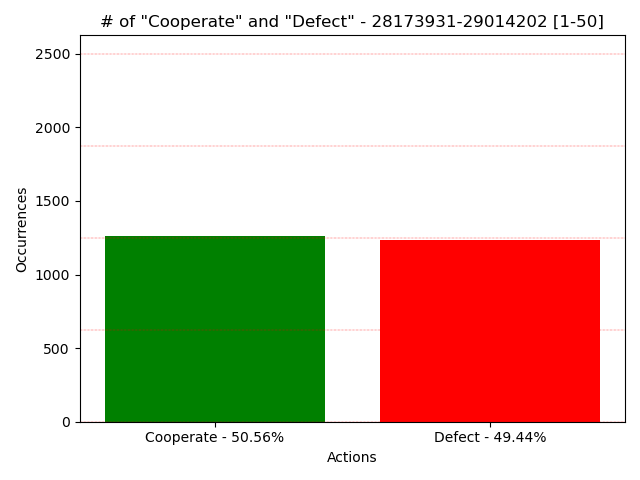 # of "Cooperate" and "Defect" - 28173931-29014202 [1-50]
2500
2000
1500
1000
500
0
Occurrences
Cooperate - 50.56%
Defect - 49.44%
Actions